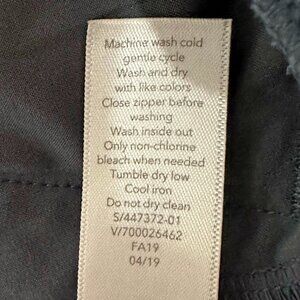 Machine wash cold
gentle cycle
Wash and dry
with like colors
Close zipper before
washing
Wash inside out
Only non-chlorine
bleach when needed
Tumble dry low
Cool iron
Do not dry clean
S/447372-01
V/700026462
FA19
04/19